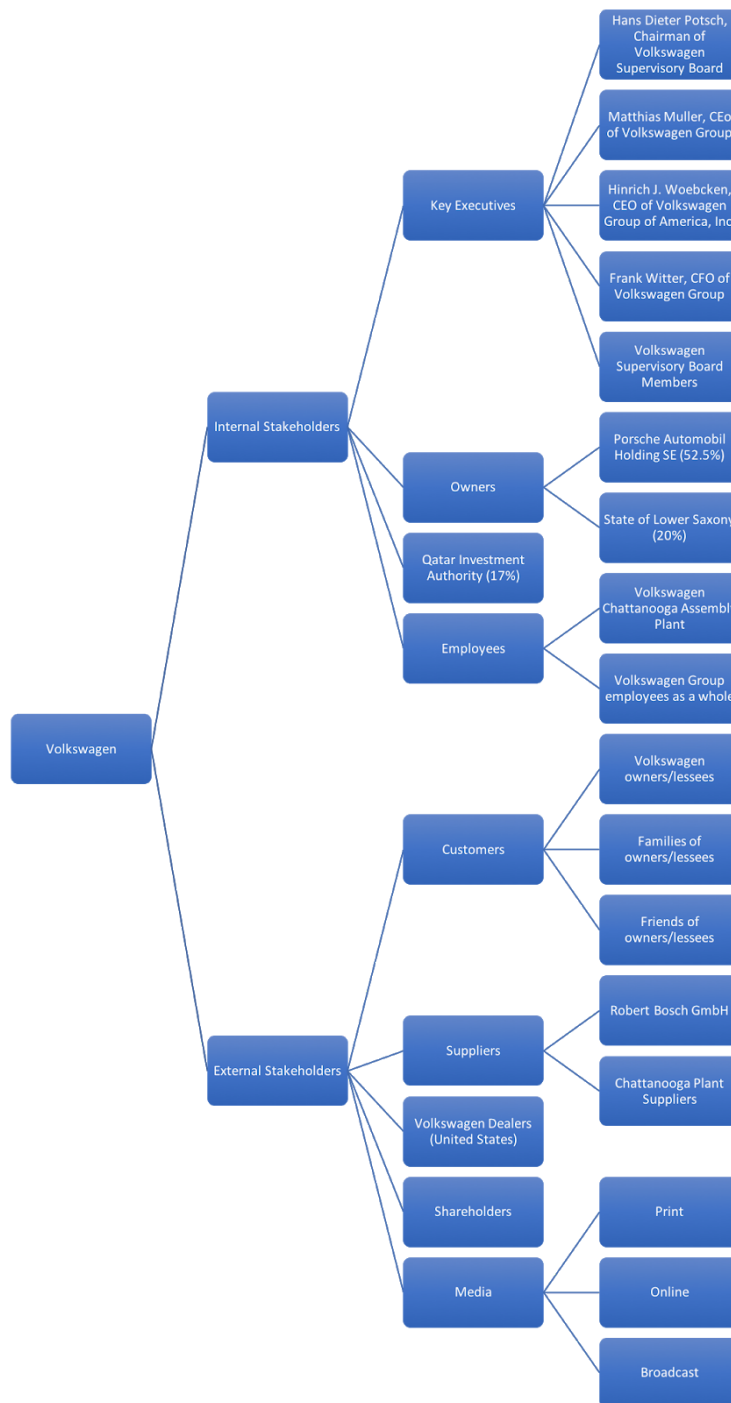 Hans Dieter Potsch,
Chairman of
Volkswagen
Supervisory Board
Matthias Muller, CEo
of Volkswagen Group
Key Executives
Hinrich J. Woebcken,
CEO of Volkswagen
Group of America, Inc
Frank Witter, CFO of
Volkswagen Group
Volkswagen
Supervisory Board
Members
Internal Stakeholders
Porsche Automobil
Holding SE (52.5%)
Owners
State of Lower Saxony
(20%)
Qatar Investment
Authority (17%)
Volkswagen
Chattanooga Assembly
Plant
Employees
Volkswagen Group
employees as a whole
Volkswagen
Volkswagen
owners/lessees
Customers
Families of
owners/lessees
Friends of
owners/lessees
Robert Bosch GmbH
External Stakeholders
Suppliers
Chattanooga Plant
Suppliers
Volkswagen Dealers
(United States)
Shareholders
Print
Media
Online
Broadcast